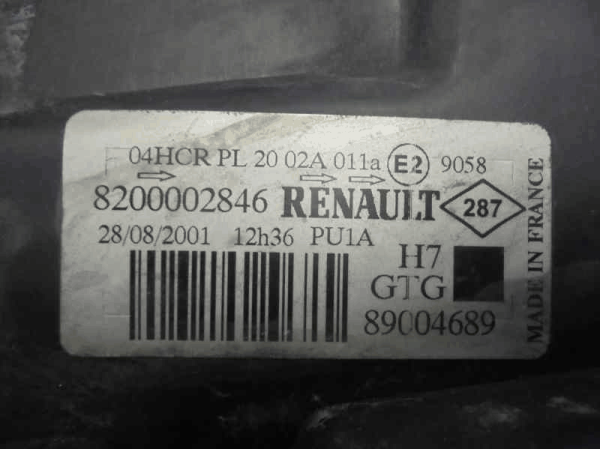 04HCR PL 20 02A 011a E2 9058
8200002846 RENAULT 287
28/08/2001 12h36 PU1A
H7
GTG
89004689
MADE IN FRANCE